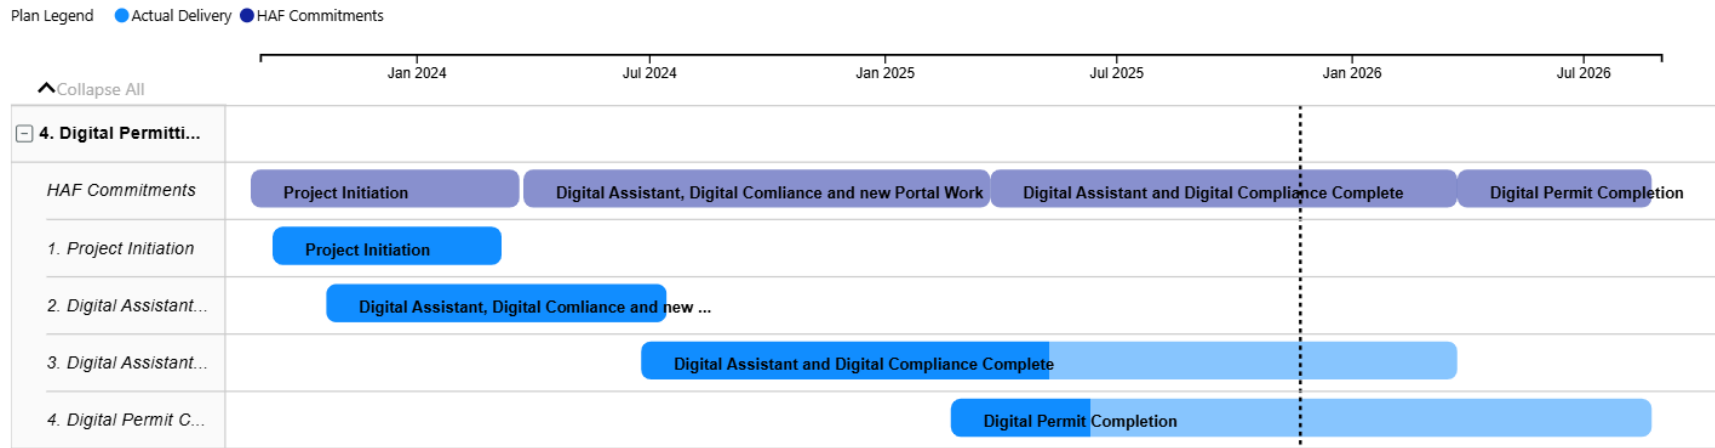 Plan Legend Actual Delivery HAF Commitments
Jan 2024 Jul 2024 Jan 2025 Jul 2025 Jan 2026 Jul 2026
Collapse All
4. Digital Permitti...
HAF Commitments Project Initiation Digital Assistant, Digital Comliance and new Portal Work Digital Assistant and Digital Compliance Complete Digital Permit Completion
1. Project Initiation Project Initiation
2. Digital Assistant... Digital Assistant, Digital Comliance and new ...
3. Digital Assistant... Digital Assistant and Digital Compliance Complete
4. Digital Permit C... Digital Permit Completion